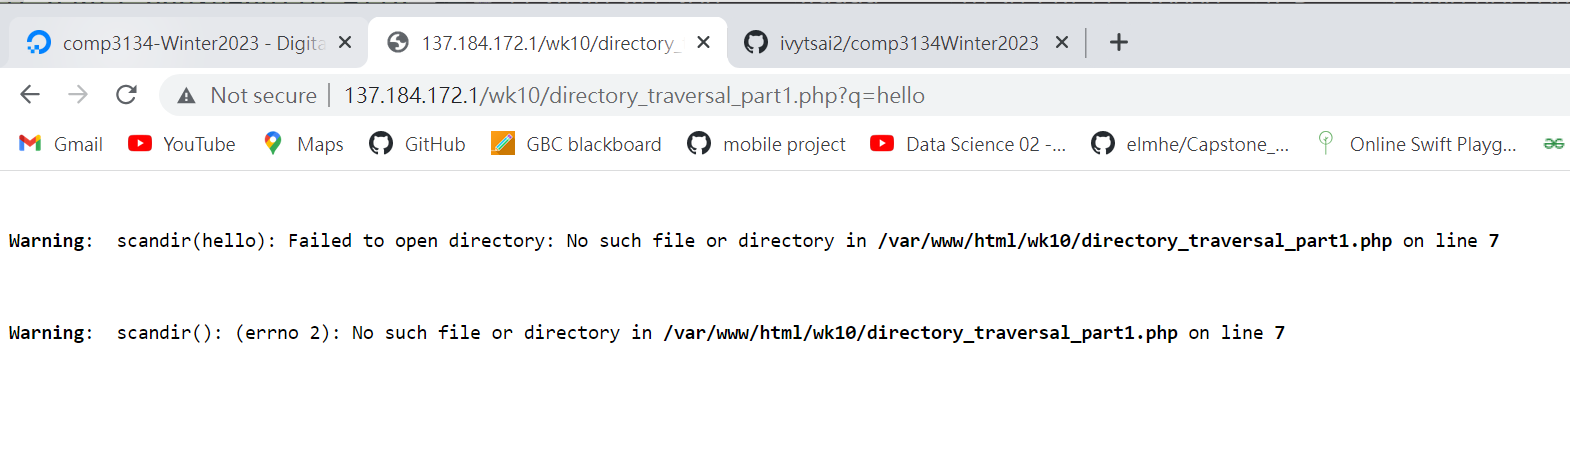 comp3134-Winter2023 - Digita
137.184.172.1/wk10/directory_
ivytsai2/comp3134Winter2023
Not secure 137.184.172.1/wk10/directory_traversal_part1.php?q=hello
Gmail YouTube Maps GitHub GBC blackboard mobile project Data Science 02 -... elmhe/Capstone_... Online Swift Playg...
Warning:  scandir(hello): Failed to open directory: No such file or directory in /var/www/html/wk10/directory_traversal_part1.php on line 7
Warning:  scandir(): (errno 2): No such file or directory in /var/www/html/wk10/directory_traversal_part1.php on line 7